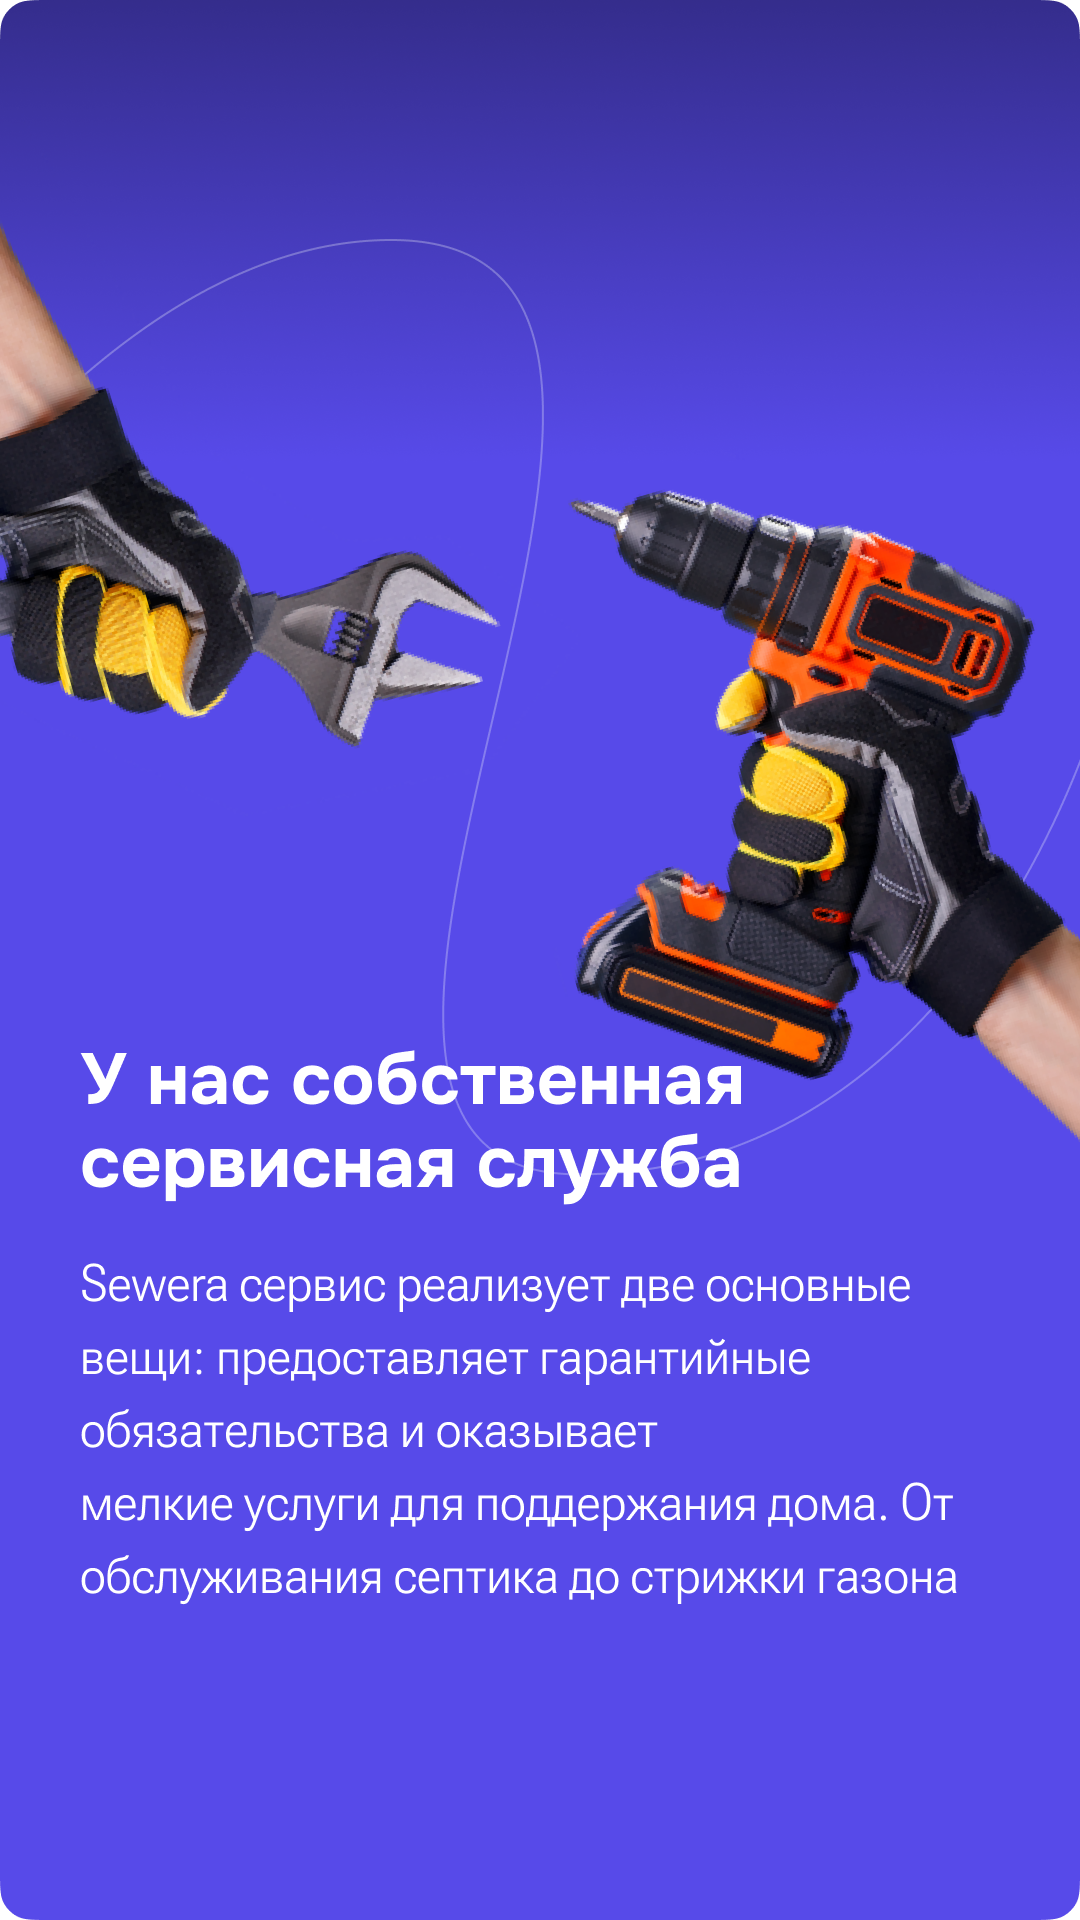 У нас собственная
сервисная служба
Sewera сервис реализует две основные
вещи: предоставляет гарантийные
обязательства и оказывает
мелкие услуги для поддержания дома. От
обслуживания септика до стрижки газона